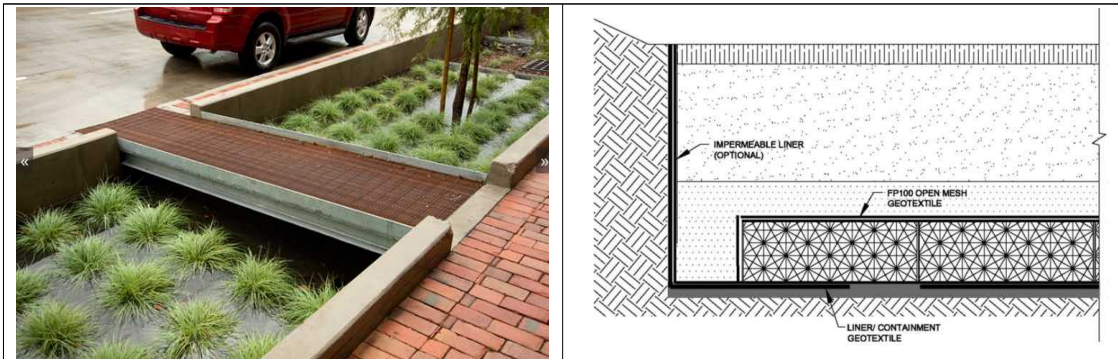 «
»
IMPERMEABLE LINER
(OPTIONAL)
FP100 OPEN MESH
GEOTEXTILE
LINER/ CONTAINMENT
GEOTEXTILE